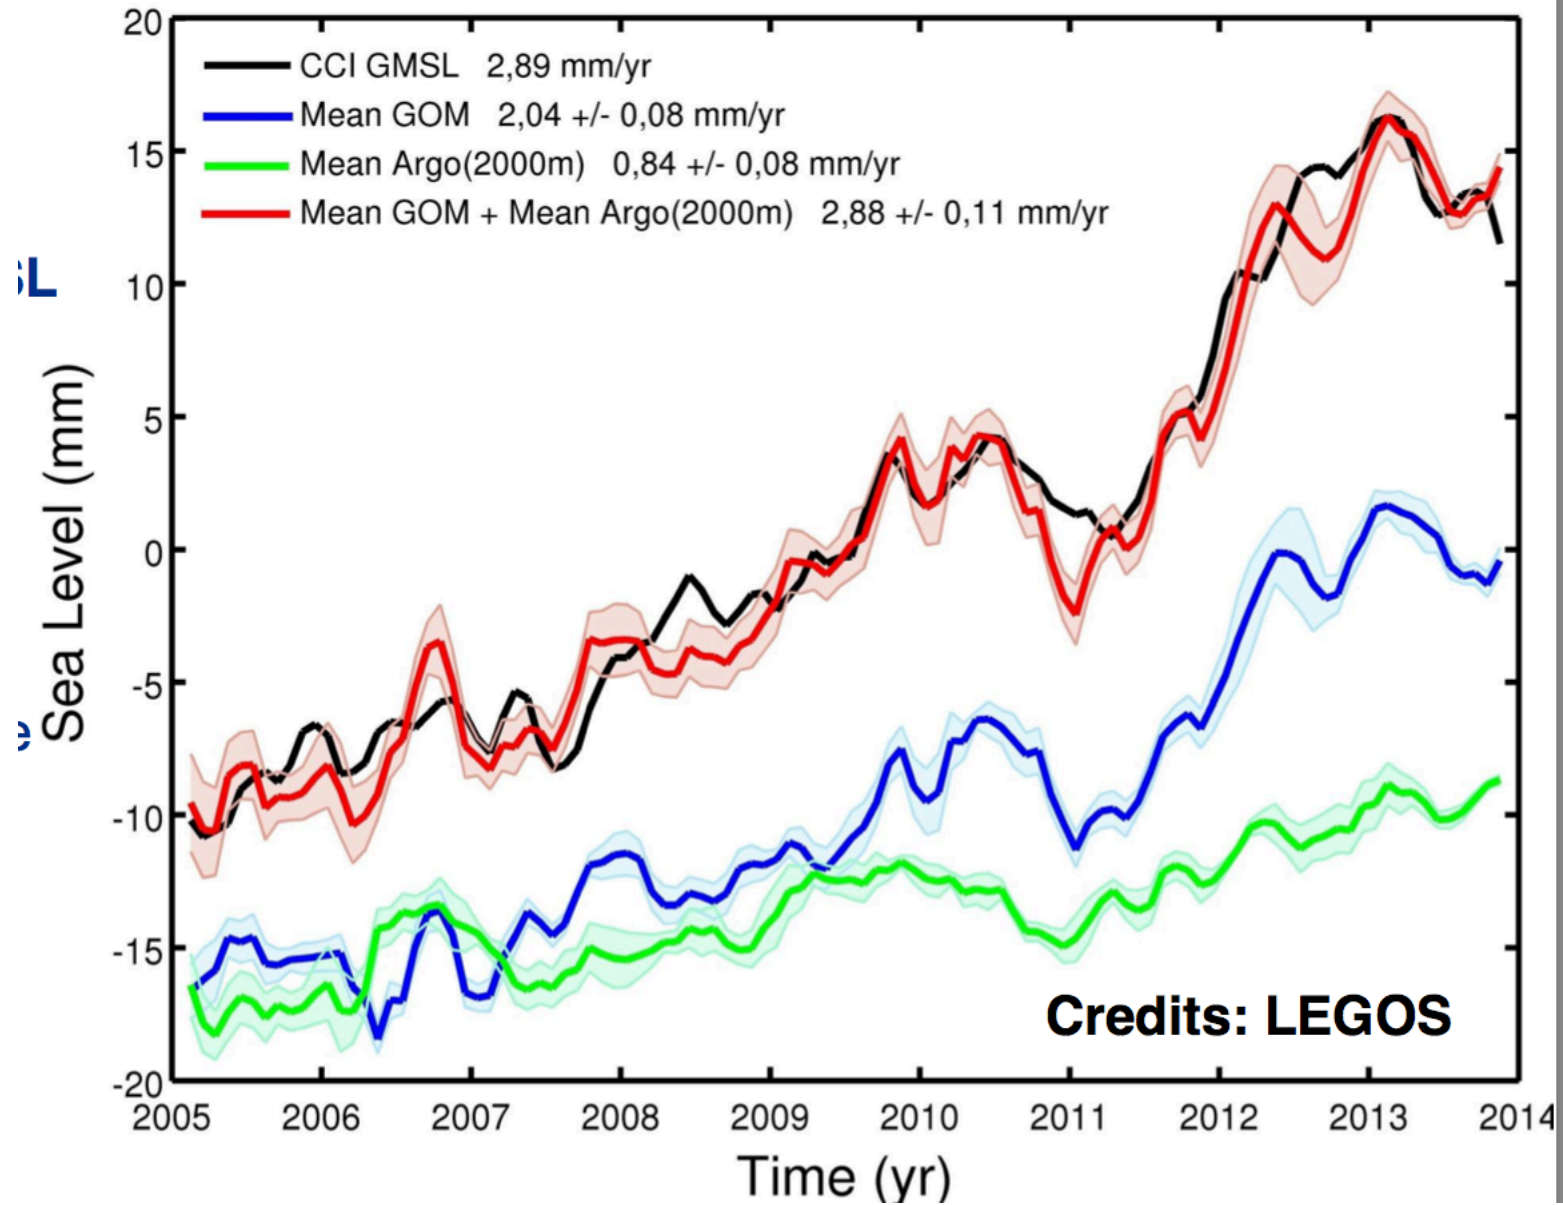 20
CCI GMSL 2,89 mm/yr
Mean GOM 2,04 +/- 0,08 mm/yr
15
Mean Argo(2000m) 0,84 +/- 0,08 mm/yr
Mean GOM + Mean Argo(2000m) 2,88 +/- 0,11 mm/yr
10
5
0
-5
-10
-15
-20
Sea Level (mm)
Credits: LEGOS
2005 2006 2007 2008 2009 2010 2011 2012 2013 2014
Time (yr)